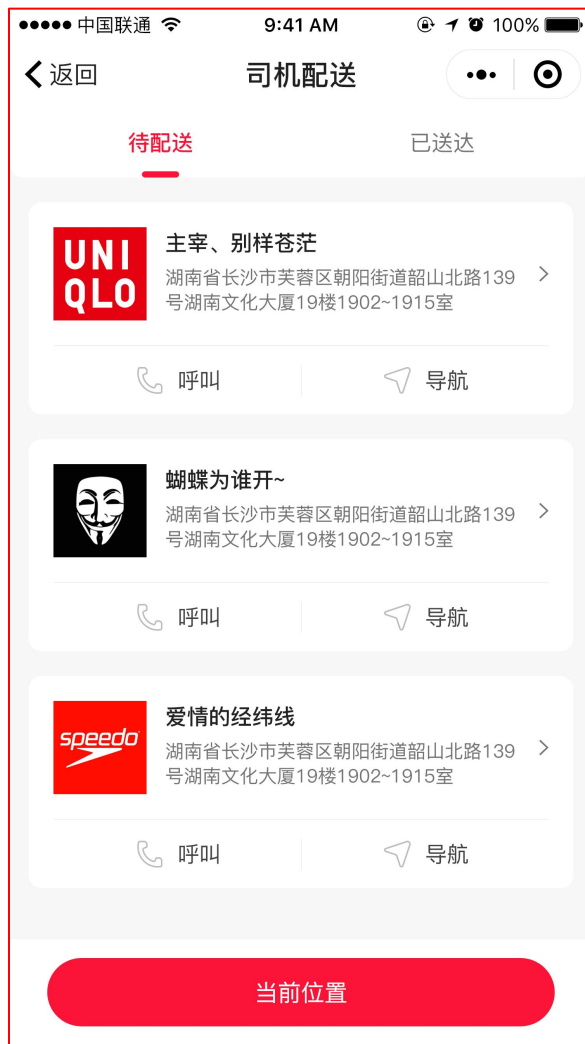 中国联通
9:41 AM
100%
返回
司机配送
待配送
已送达
UNI
QLO
主宰、别样苍茫
湖南省长沙市芙蓉区朝阳街道韶山北路139
号湖南文化大厦19楼1902~1915室
呼叫
导航
蝴蝶为谁开~
湖南省长沙市芙蓉区朝阳街道韶山北路139
号湖南文化大厦19楼1902~1915室
呼叫
导航
speedo
爱情的经纬线
湖南省长沙市芙蓉区朝阳街道韶山北路139
号湖南文化大厦19楼1902~1915室
呼叫
导航
当前位置